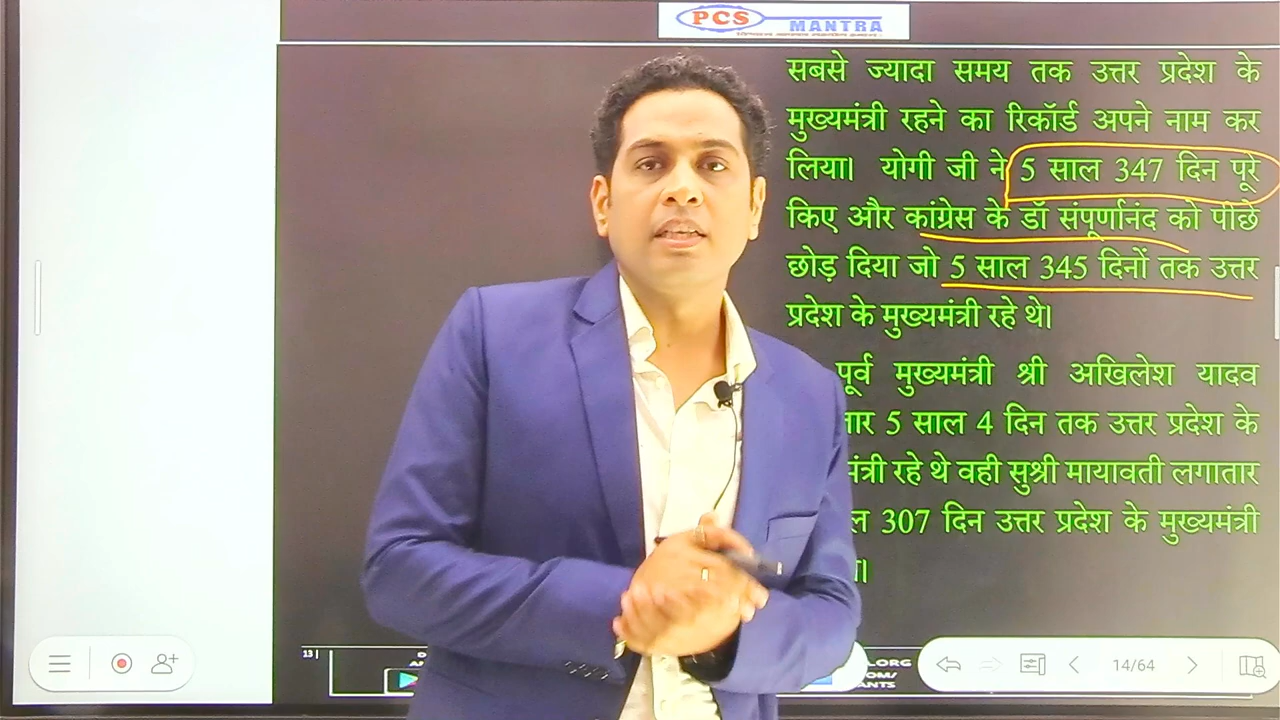 PCS
MANTRA
सबसे ज्यादा समय तक उत्तर प्रदेश के
मुख्यमंत्री रहने का रिकॉर्ड अपने नाम कर
लिया। योगी जी ने 5 साल 347 दिन पूरे
किए और कांग्रेस के डॉ संपूर्णानंद को पीछे
छोड़ दिया जो 5 साल 345 दिनों तक उत्तर
प्रदेश के मुख्यमंत्री रहे थे।
पूर्व मुख्यमंत्री श्री अखिलेश यादव
5 साल 4 दिन तक उत्तर प्रदेश के
रहे थे वही सुश्री मायावती लगातार
307 दिन उत्तर प्रदेश के मुख्यमंत्री
13
14/64